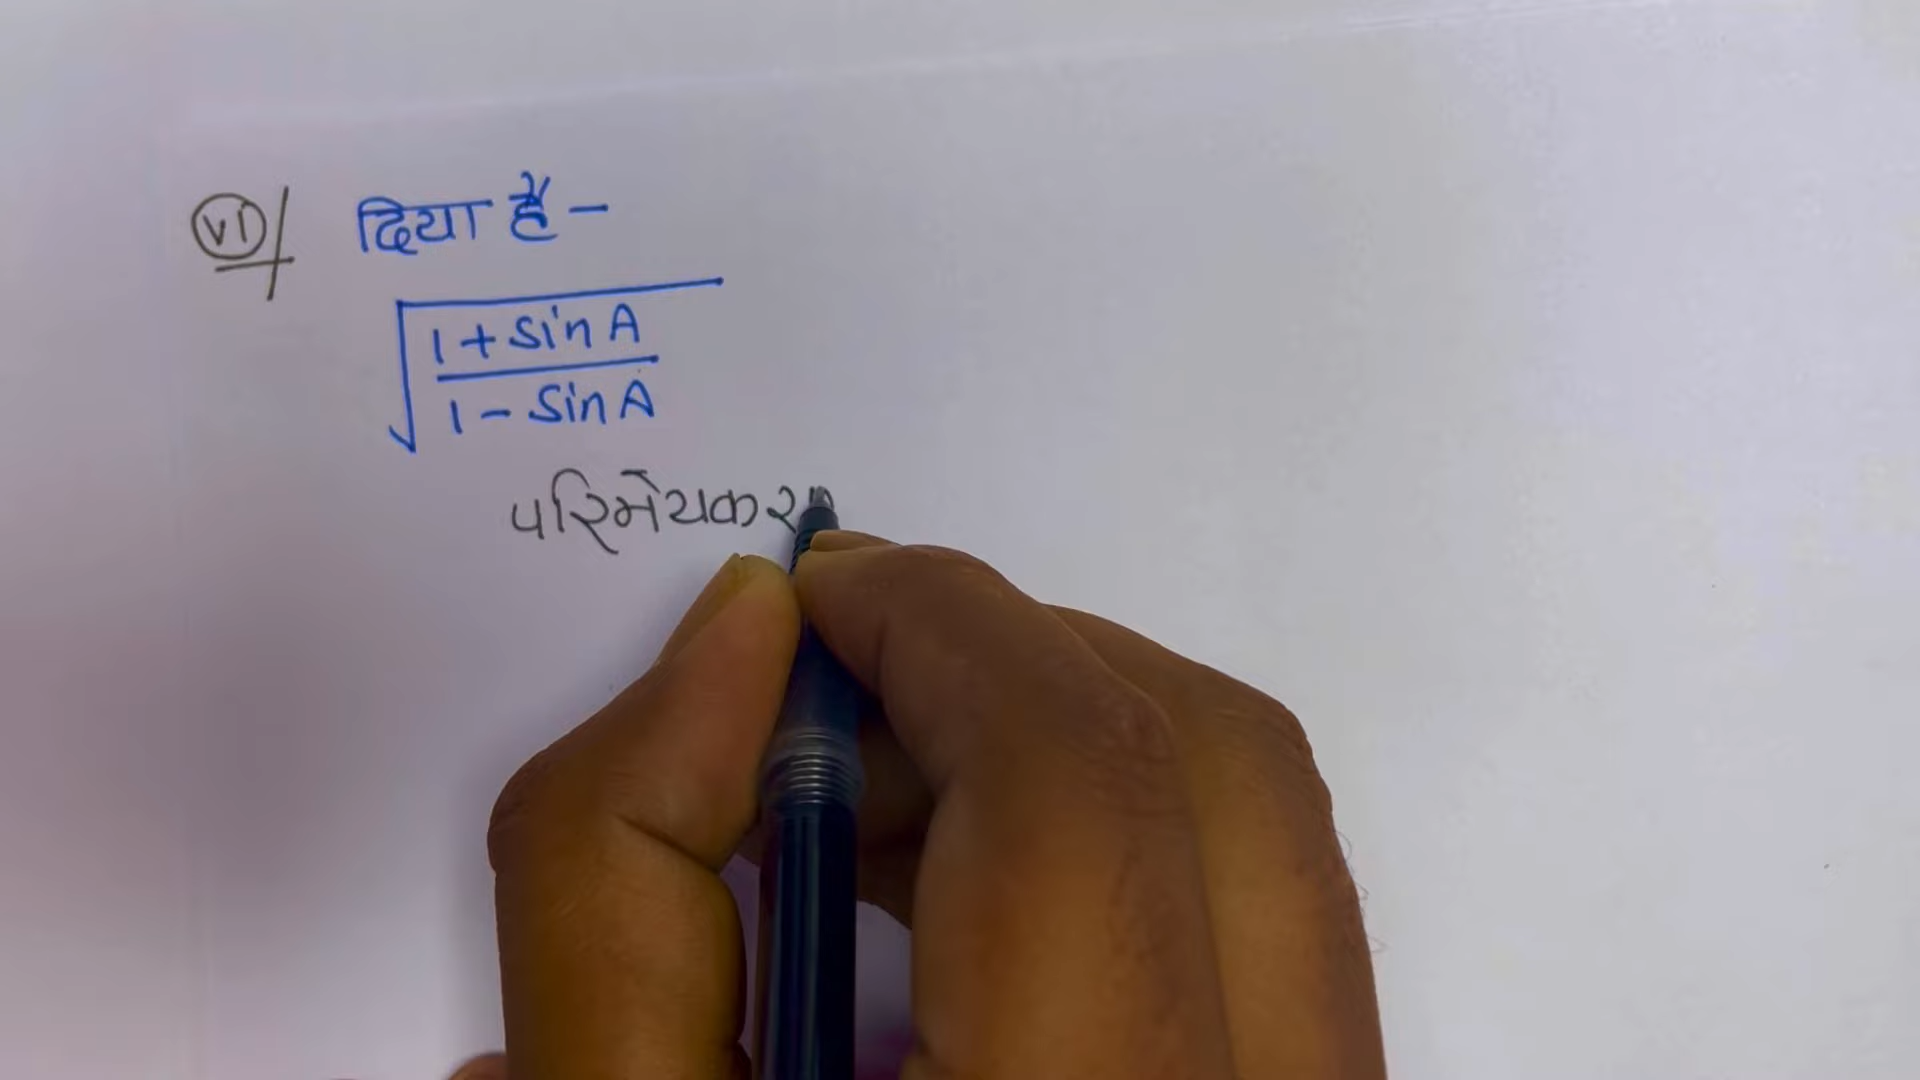 (vi) दिया है -
√((1 + sin A)/(1 - sin A))
परिमेयकर